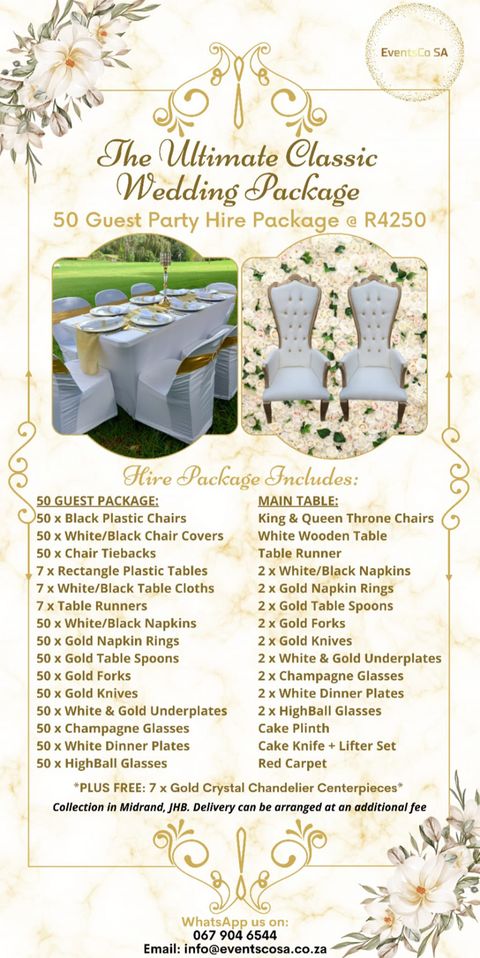 EventsCo SA
The Ultimate Classic
Wedding Package
50 Guest Party Hire Package @ R4250
Hire Package Includes:
50 GUEST PACKAGE:
50 x Black Plastic Chairs
50 x White/Black Chair Covers
50 x Chair Tiebacks
7 x Rectangle Plastic Tables
7 x White/Black Table Cloths
7 x Table Runners
50 x White/Black Napkins
50 x Gold Napkin Rings
50 x Gold Table Spoons
50 x Gold Forks
50 x Gold Knives
50 x White & Gold Underplates
50 x Champagne Glasses
50 x White Dinner Plates
50 x HighBall Glasses
MAIN TABLE:
King & Queen Throne Chairs
White Wooden Table
Table Runner
2 x White/Black Napkins
2 x Gold Napkin Rings
2 x Gold Table Spoons
2 x Gold Forks
2 x Gold Knives
2 x White & Gold Underplates
2 x Champagne Glasses
2 x White Dinner Plates
2 x HighBall Glasses
Cake Plinth
Cake Knife + Lifter Set
Red Carpet
*PLUS FREE: 7 x Gold Crystal Chandelier Centerpieces*
Collection in Midrand, JHB. Delivery can be arranged at an additional fee
WhatsApp us on:
067 904 6544
Email: info@eventscosa.co.za